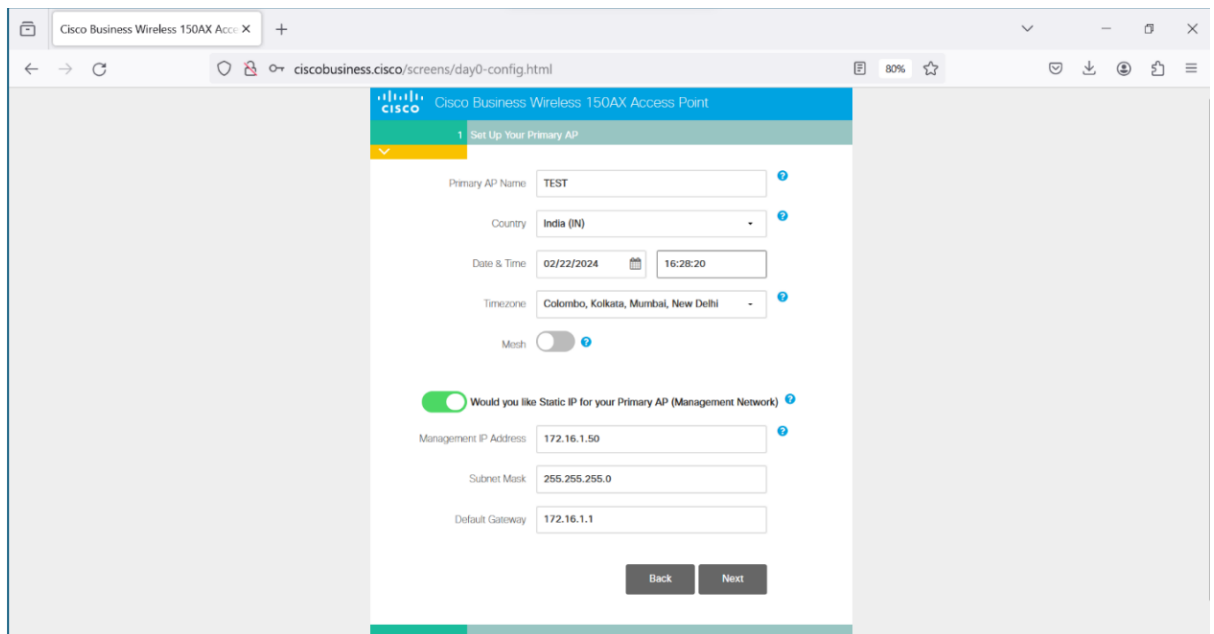 Cisco Business Wireless 150AX Acce
ciscobusiness.cisco/screens/day0-config.html
80%
CISCO Cisco Business Wireless 150AX Access Point
1 Set Up Your Primary AP
Primary AP Name TEST ?
Country India (IN) ?
Date & Time 02/22/2024 16:28:20
Timezone Colombo, Kolkata, Mumbai, New Delhi ?
Mesh ?
Would you like Static IP for your Primary AP (Management Network) ?
Management IP Address 172.16.1.50 ?
Subnet Mask 255.255.255.0
Default Gateway 172.16.1.1
Back Next